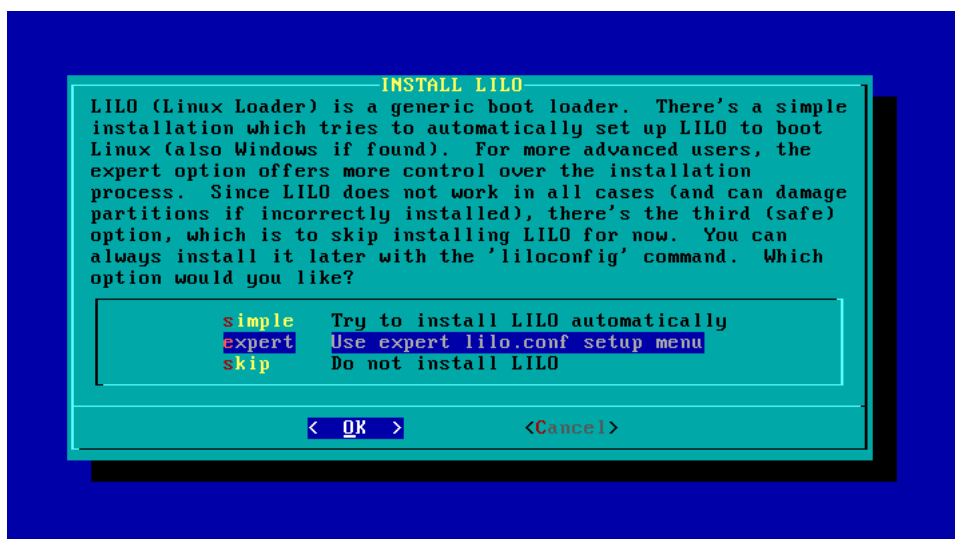 INSTALL LILO
LILO (Linux Loader) is a generic boot loader.  There's a simple
installation which tries to automatically set up LILO to boot
Linux (also Windows if found).  For more advanced users, the
expert option offers more control over the installation
process.  Since LILO does not work in all cases (and can damage
partitions if incorrectly installed), there's the third (safe)
option, which is to skip installing LILO for now.  You can
always install it later with the 'liloconfig' command.  Which
option would you like?
simple   Try to install LILO automatically
expert   Use expert lilo.conf setup menu
skip     Do not install LILO
<  OK  >          <Cancel>